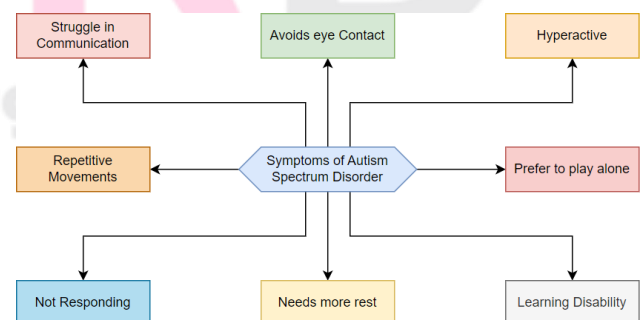 Struggle in
Communication
Avoids eye Contact
Hyperactive
Repetitive
Movements
Symptoms of Autism
Spectrum Disorder
Prefer to play alone
Not Responding
Needs more rest
Learning Disability